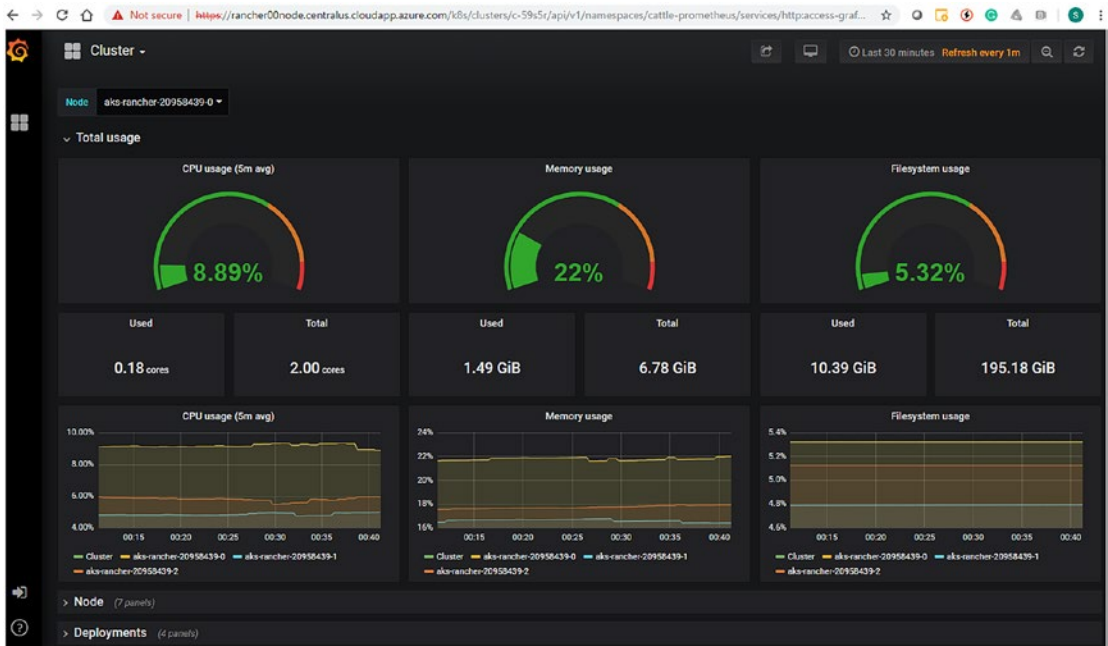 Not secure | https://rancher00node.centralus.cloudapp.azure.com/k8s/clusters/c-59s5r/api/v1/namespaces/cattle-prometheus/services/http:access-graf...
S
Cluster
Last 30 minutes Refresh every 1m
Node aks-rancher-20958439-0
Total usage
CPU usage (5m avg) Memory usage Filesystem usage
8.89% 22% 5.32%
Used Total Used Total Used Total
0.18 cores 2.00 cores 1.49 GiB 6.78 GiB 10.39 GiB 195.18 GiB
CPU usage (5m avg) Memory usage Filesystem usage
10.00% 24% 5.4%
8.00% 22% 5.2%
20% 5.0%
6.00% 18% 4.8%
4.00% 16% 4.6%
00:15 00:20 00:25 00:30 00:35 00:40 00:15 00:20 00:25 00:30 00:35 00:40 00:15 00:20 00:25 00:30 00:35 00:40
Cluster aks-rancher-20958439-0 aks-rancher-20958439-1 Cluster aks-rancher-20958439-0 aks-rancher-20958439-1 Cluster aks-rancher-20958439-0 aks-rancher-20958439-1
aks-rancher-20958439-2 aks-rancher-20958439-2 aks-rancher-20958439-2
Node (7 panels)
Deployments (4 panels)